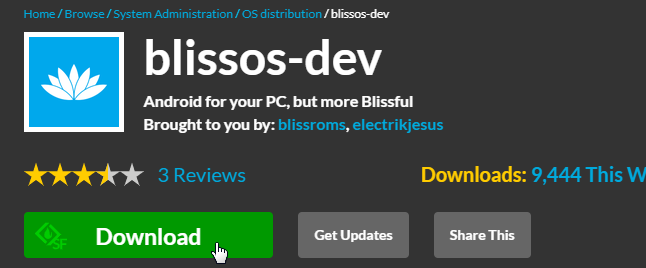 Home / Browse / System Administration / OS distribution / blissos-dev
blissos-dev
Android for your PC, but more Blissful
Brought to you by: blissroms, electrikjesus
3 Reviews Downloads: 9,444 This W
SF Download Get Updates Share This